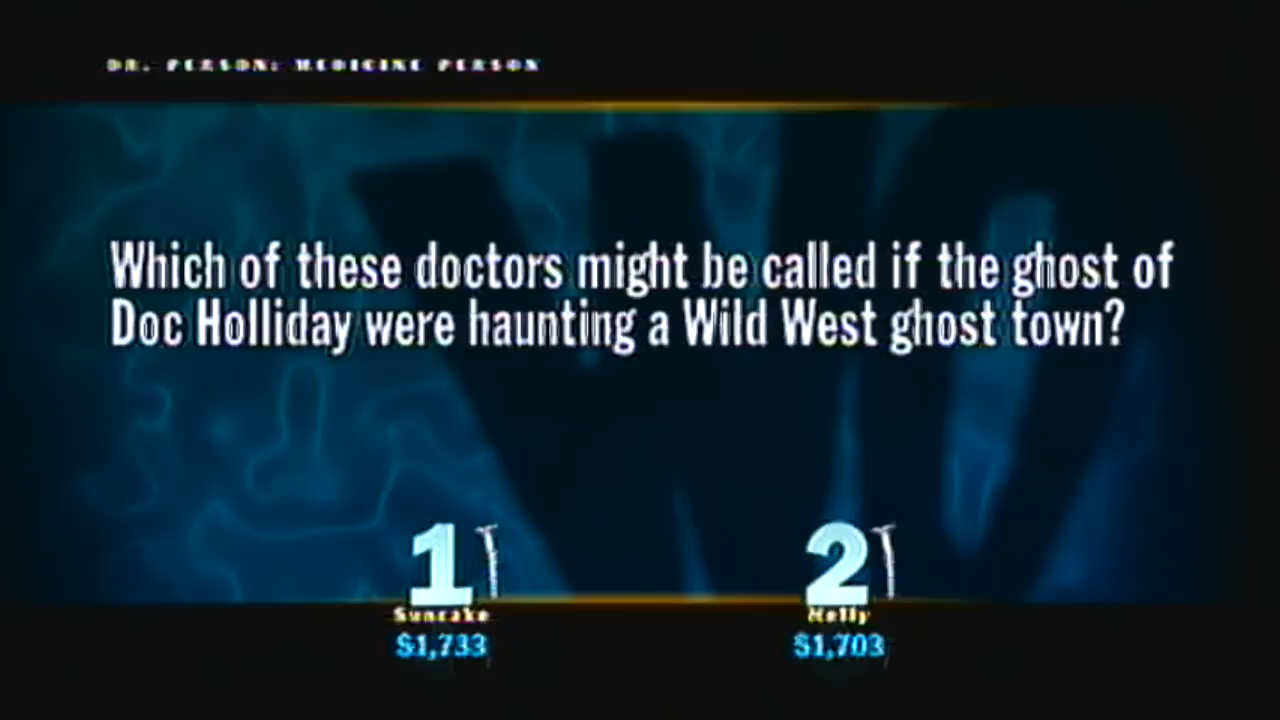 DR. PERSON: MEDICINE PERSON
Which of these doctors might be called if the ghost of
Doc Holliday were haunting a Wild West ghost town?
1
2
Suncake
$1,733
$1,703